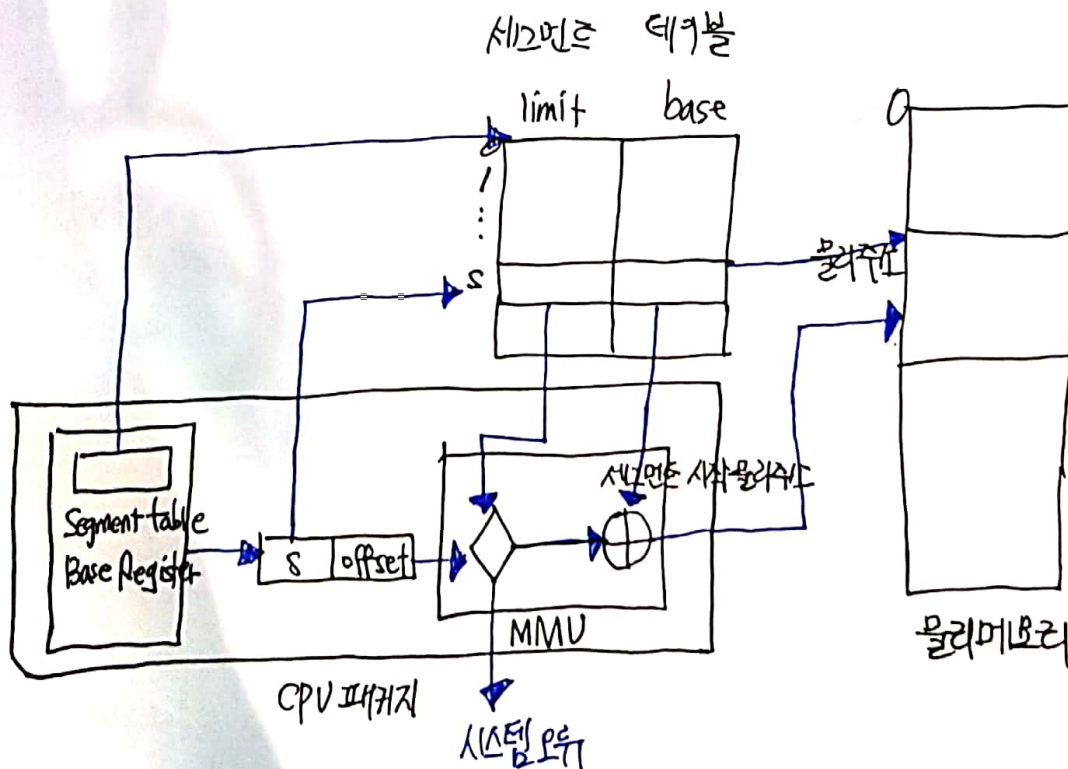 세그먼트 테이블
limit base
0
0
1
⋮
s
물리주소
Segment table
Base Register
s offset
세그먼트 시작물리주소
MMU
CPU 패키지
시스템 오류
물리메모리